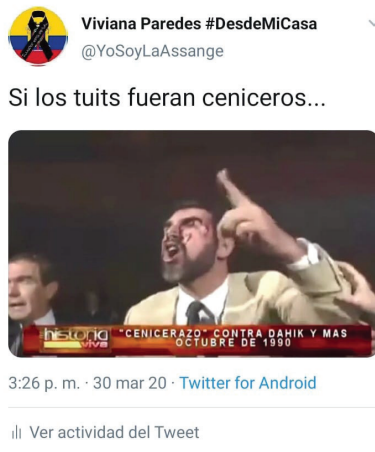 Viviana Paredes #DesdeMiCasa
@YoSoyLaAssange
Si los tuits fueran ceniceros...
historia
viva
"CENICERAZO" CONTRA DAHIK Y MAS
OCTUBRE DE 1990
3:26 p. m. · 30 mar 20 · Twitter for Android
Ver actividad del Tweet